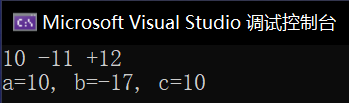 Microsoft Visual Studio 调试控制台
10 -11 +12
a=10, b=-17, c=10